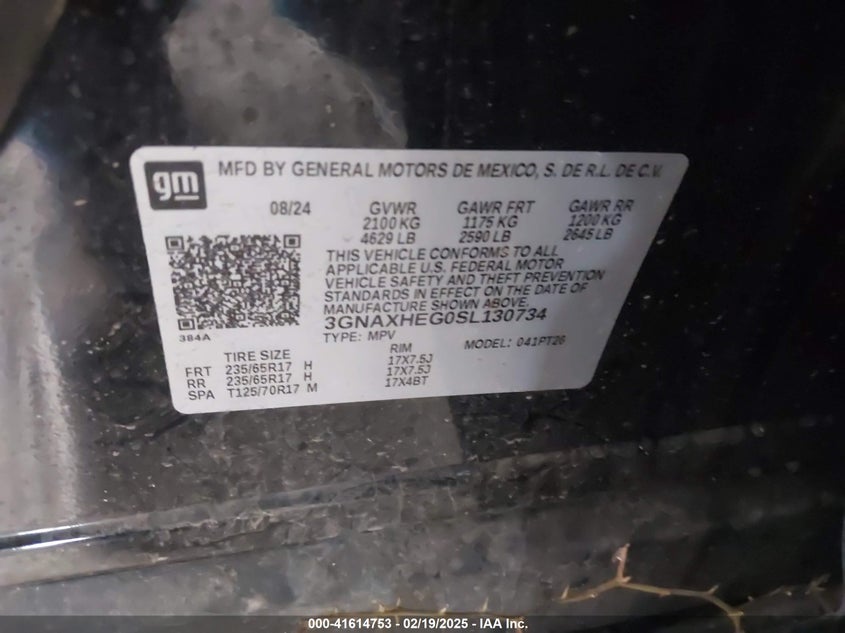 gm
MFD BY GENERAL MOTORS DE MEXICO, S. DE R.L. DE C.V.
08/24 GVWR GAWR FRT GAWR RR
2100 KG 1175 KG 1200 KG
4629 LB 2590 LB 2645 LB
THIS VEHICLE CONFORMS TO ALL
APPLICABLE U.S. FEDERAL MOTOR
VEHICLE SAFETY AND THEFT PREVENTION
STANDARDS IN EFFECT ON THE DATE OF
MANUFACTURE SHOWN ABOVE.
3GNAXHEG0SL130734
384A
TYPE: MPV MODEL: 041PT26
TIRE SIZE RIM
FRT 235/65R17 H 17X7.5J
RR 235/65R17 H 17X7.5J
SPA T125/70R17 M 17X4BT
000-41614753 - 02/19/2025 - IAA Inc.